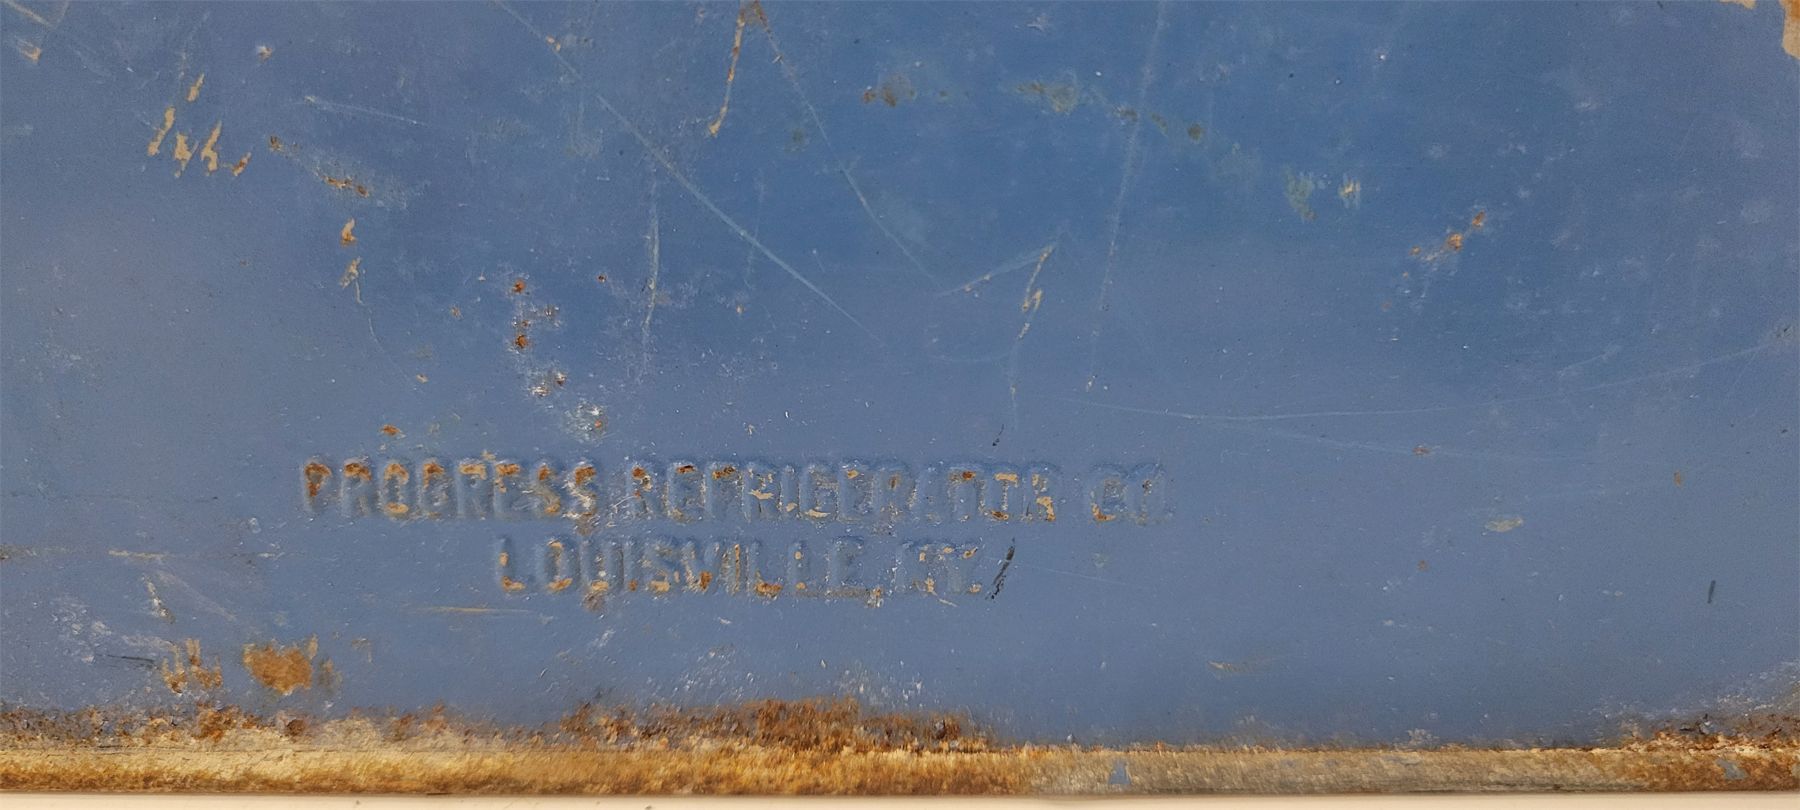 PROGRESS REFRIGERATOR CO.
LOUISVILLE, KY.